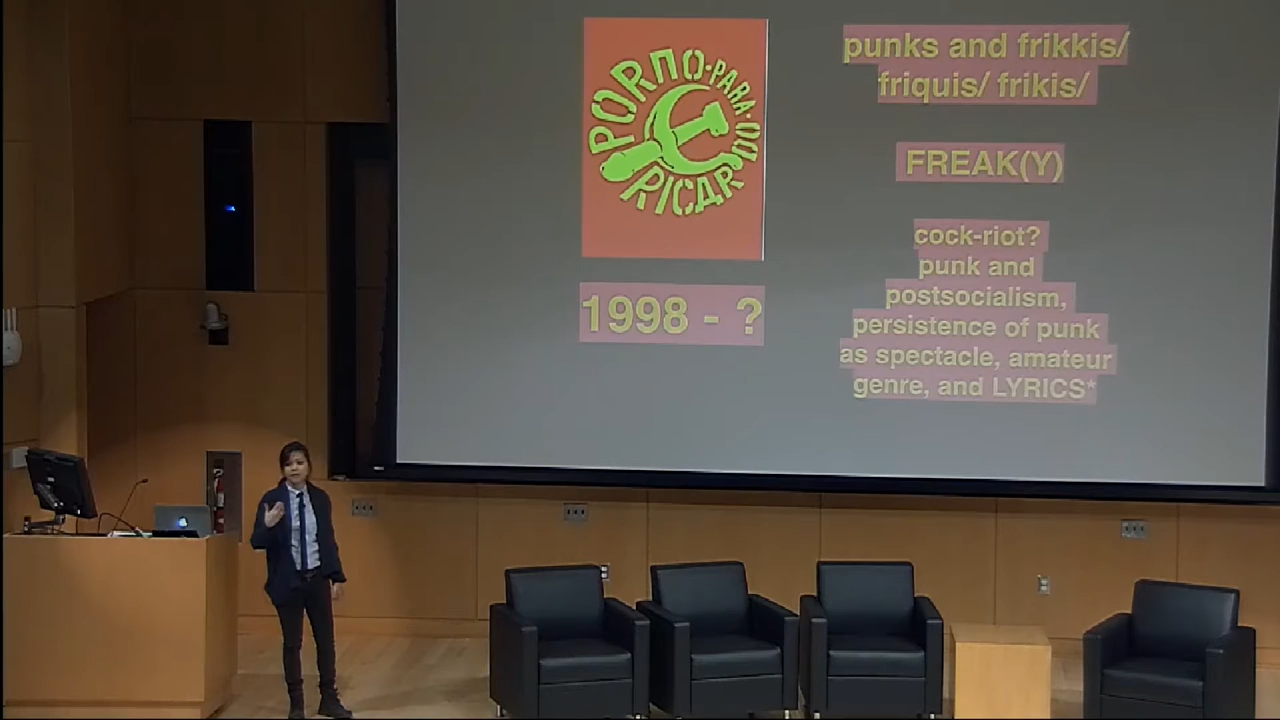 PORNO·PARA·
RICARDO
1998 - ?
punks and frikkis/
friquis/ frikis/
FREAK(Y)
cock-riot?
punk and
postsocialism,
persistence of punk
as spectacle, amateur
genre, and LYRICS*